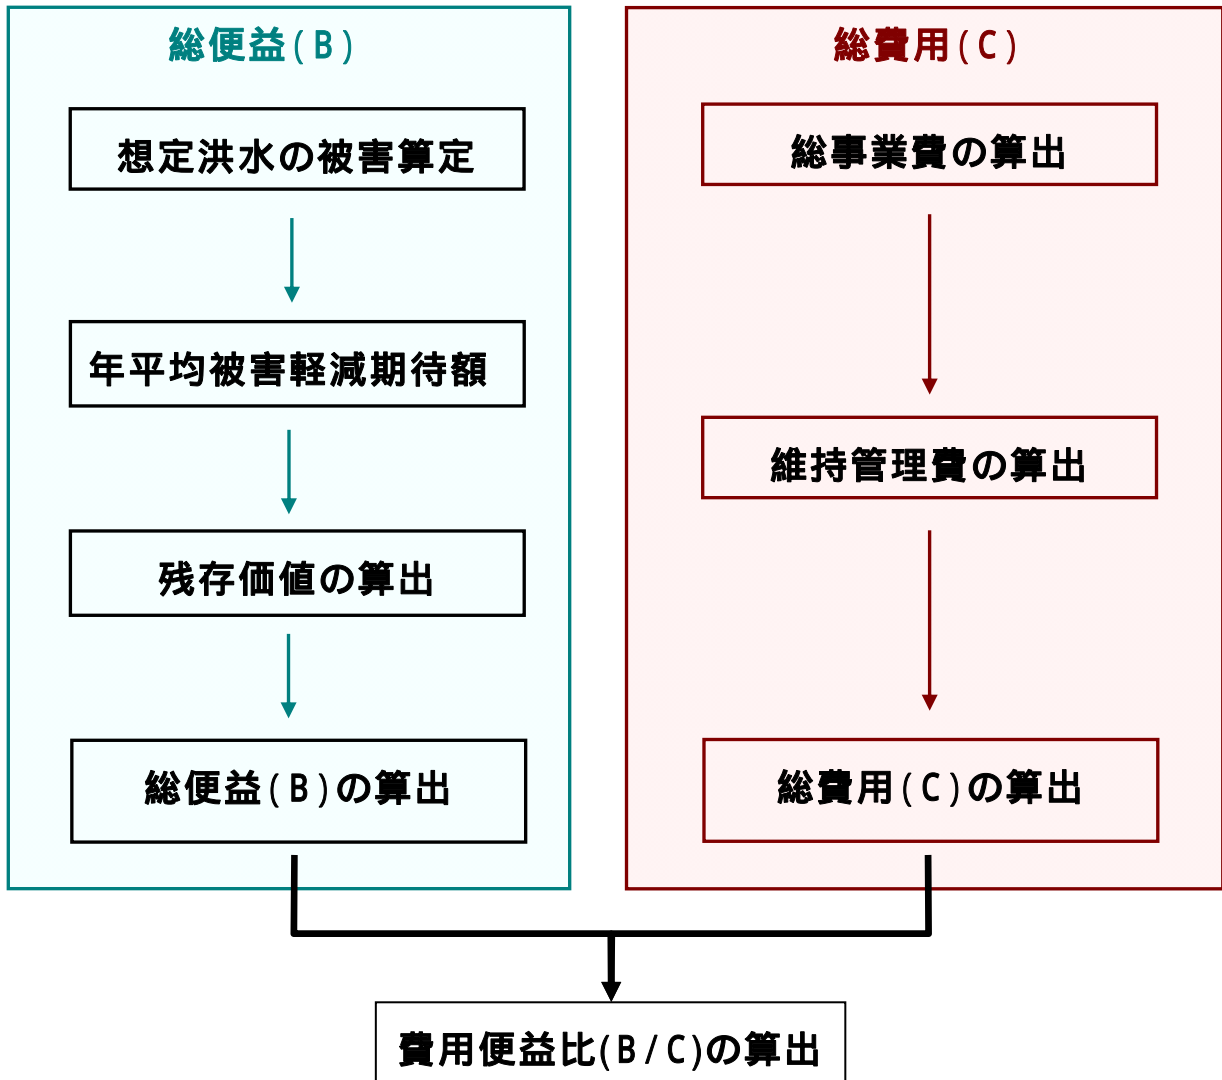 総便益(B)
想定洪水の被害算定
年平均被害軽減期待額
残存価値の算出
総便益(B)の算出
総費用(C)
総事業費の算出
維持管理費の算出
総費用(C)の算出
費用便益比(B/C)の算出